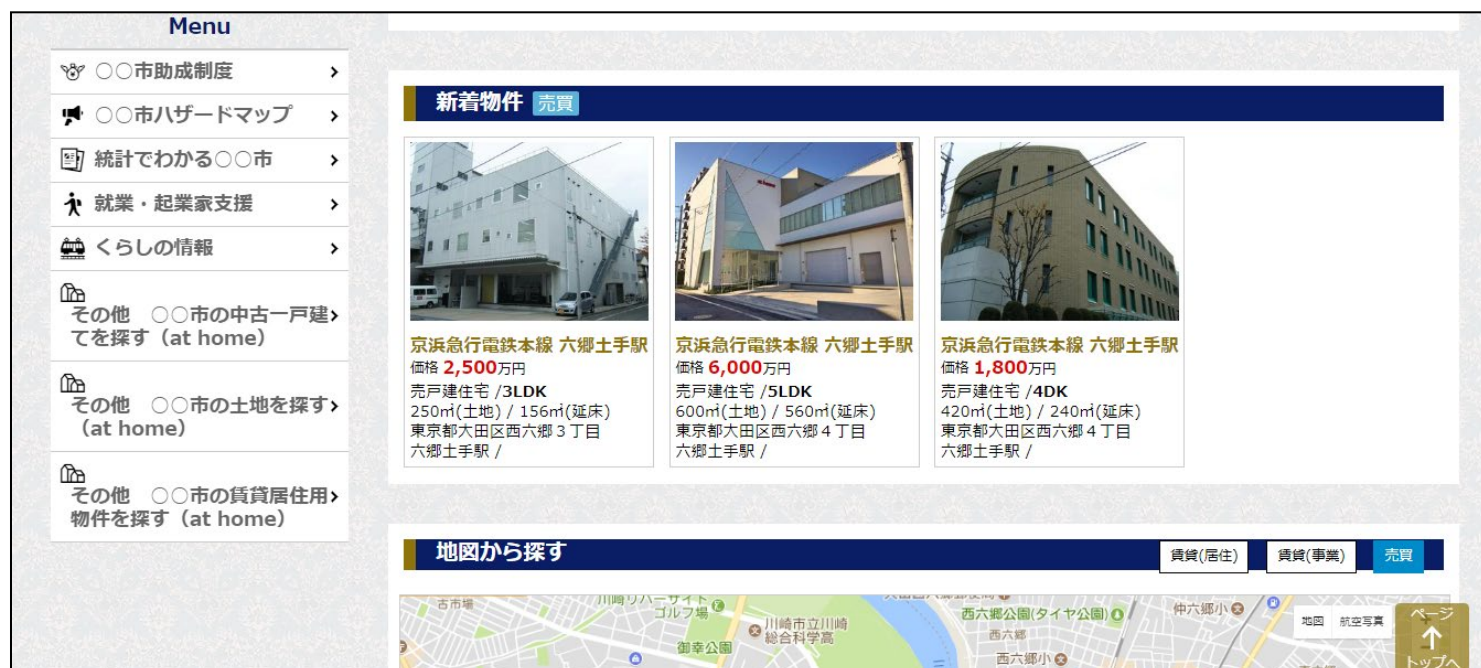 Menu
○○市助成制度
○○市ハザードマップ
統計でわかる○○市
就業・起業家支援
くらしの情報
その他　○○市の中古一戸建
てを探す（at home）
その他　○○市の土地を探す
（at home）
その他　○○市の賃貸居住用
物件を探す（at home）
新着物件 売買
京浜急行電鉄本線 六郷土手駅
価格 2,500万円
売戸建住宅 /3LDK
250㎡(土地) / 156㎡(延床)
東京都大田区西六郷３丁目
六郷土手駅 /
京浜急行電鉄本線 六郷土手駅
価格 6,000万円
売戸建住宅 /5LDK
600㎡(土地) / 560㎡(延床)
東京都大田区西六郷４丁目
六郷土手駅 /
京浜急行電鉄本線 六郷土手駅
価格 1,800万円
売戸建住宅 /4DK
420㎡(土地) / 240㎡(延床)
東京都大田区西六郷４丁目
六郷土手駅 /
地図から探す
賃貸(居住)
賃貸(事業)
売買
古市場
川崎リバーサイト
ゴルフ場
川崎市立川崎
総合科学高
御幸公園
西六郷公園(タイヤ公園)
西六郷
西六郷小
仲六郷小
地図
航空写真
ページ
トップへ